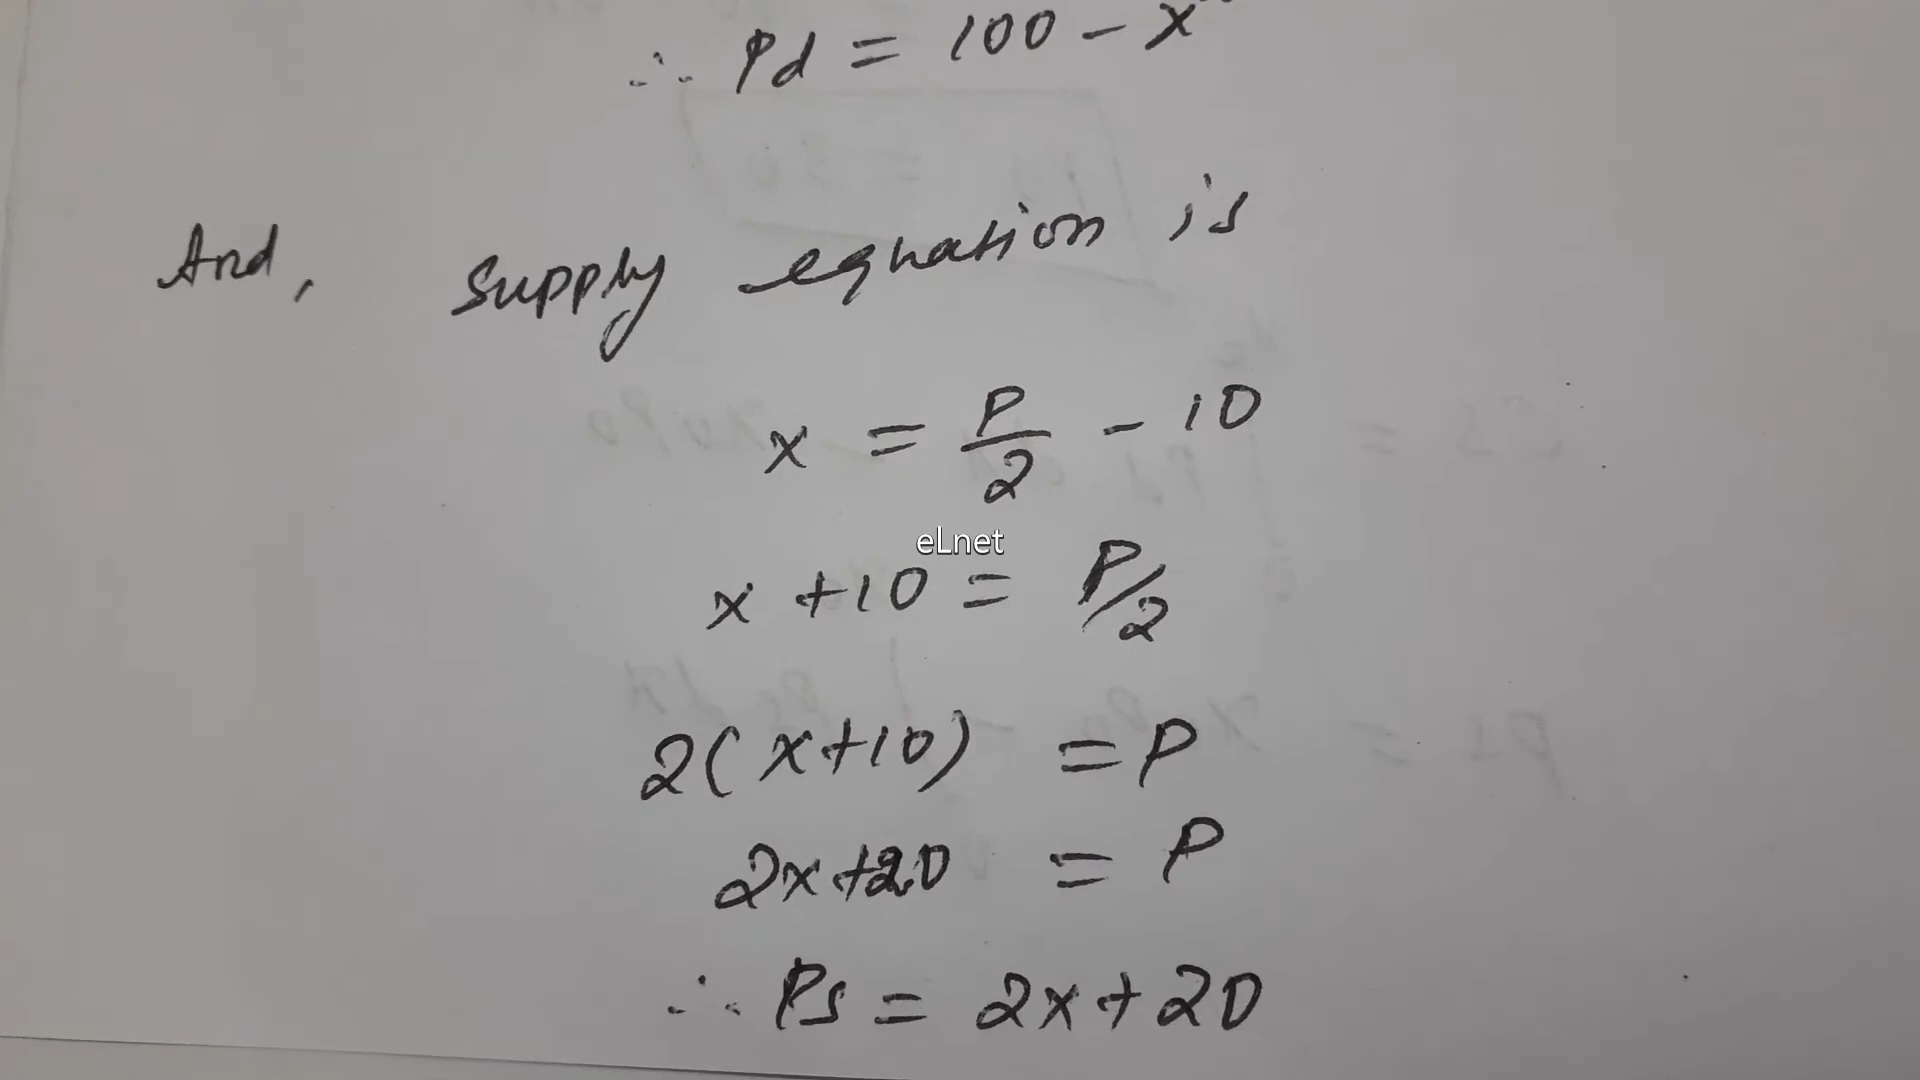 ∴ Pd = 100 - x
And, supply equation is
x = P/2 - 10
eLnet
x + 10 = P/2
2(x+10) = P
2x+20 = P
∴ Ps = 2x+20